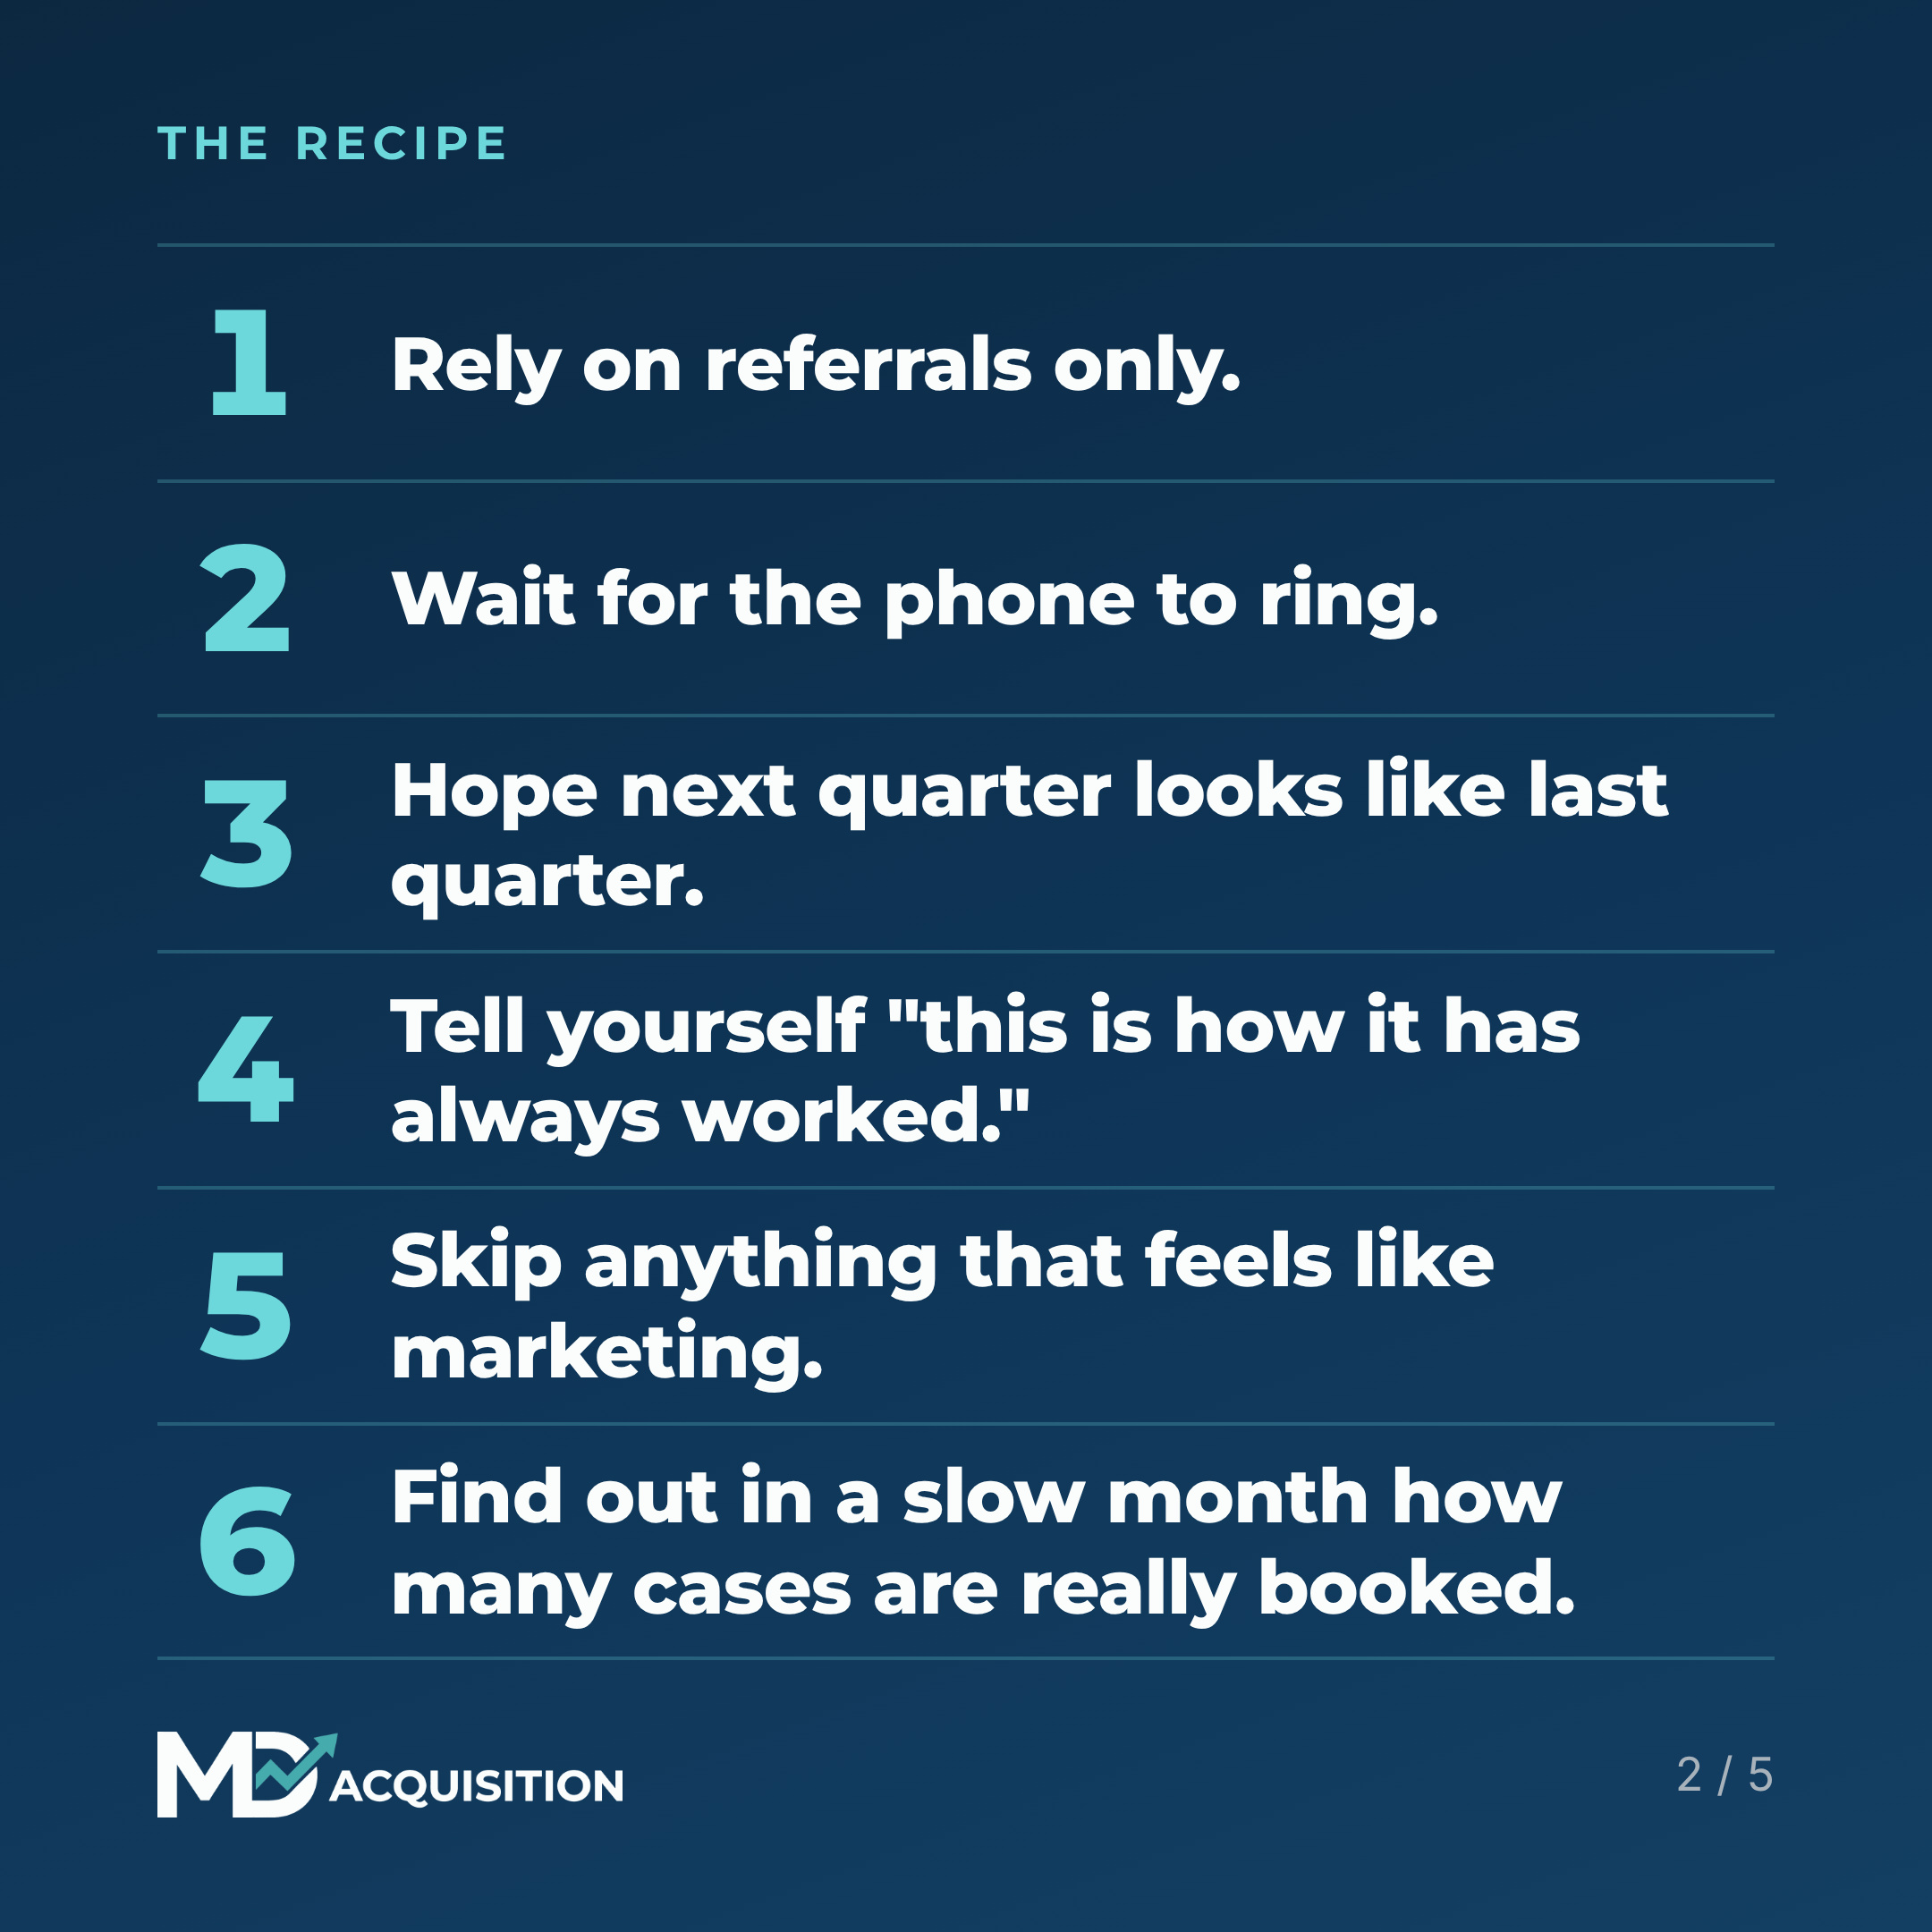 THE RECIPE
1
Rely on referrals only.
2
Wait for the phone to ring.
3
Hope next quarter looks like last
quarter.
4
Tell yourself "this is how it has
always worked."
5
Skip anything that feels like
marketing.
6
Find out in a slow month how
many cases are really booked.
MD ACQUISITION
2 / 5